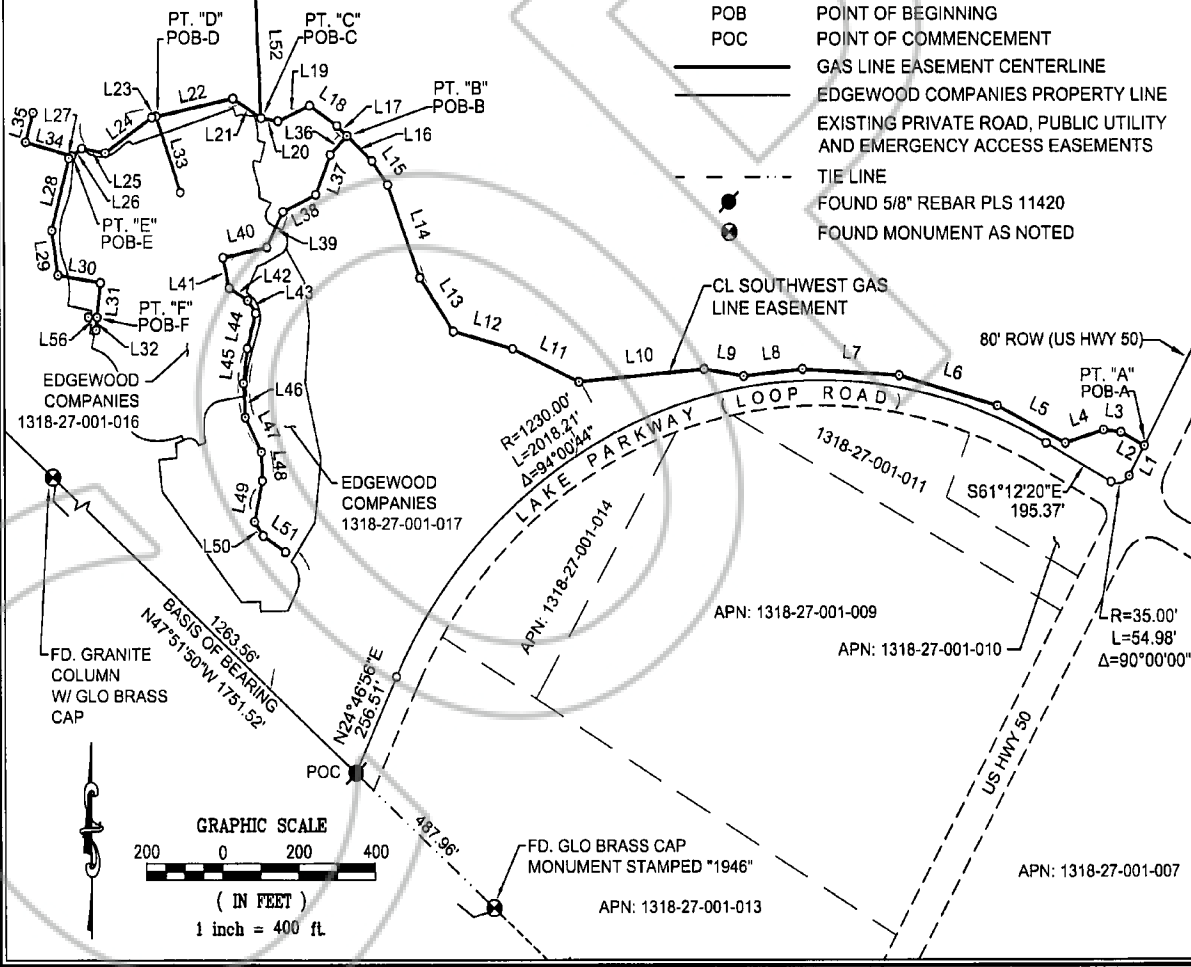 POB POINT OF BEGINNING
POC POINT OF COMMENCEMENT
GAS LINE EASEMENT CENTERLINE
EDGEWOOD COMPANIES PROPERTY LINE
EXISTING PRIVATE ROAD, PUBLIC UTILITY
AND EMERGENCY ACCESS EASEMENTS
TIE LINE
FOUND 5/8" REBAR PLS 11420
FOUND MONUMENT AS NOTED
PT. "D"
POB-D
PT. "C"
POB-C
L52
L19
L18
L17
PT. "B"
POB-B
L16
L23
L22
L27
L24
L21
L20
L36
L15
L35
L34
L33
L37
L25
L26
L28
PT. "E"
POB-E
L38
L39
L14
L40
L29
L30
L41
L42
L43
L31
PT. "F"
POB-F
L56
L32
L44
L13
L12
CL SOUTHWEST GAS
LINE EASEMENT
L11
L10
L9
L8
L7
L6
L5
L4
L3
L2
L1
80' ROW (US HWY 50)
PT. "A"
POB-A
EDGEWOOD
COMPANIES
1318-27-001-016
L45
L46
L47
L48
L49
L50
L51
EDGEWOOD
COMPANIES
1318-27-001-017
R=1230.00'
L=2018.21'
Δ=94°00'44"
LAKE PARKWAY (LOOP ROAD)
1318-27-001-011
S61°12'20"E
195.37'
APN: 1318-27-001-014
APN: 1318-27-001-009
APN: 1318-27-001-010
R=35.00'
L=54.98'
Δ=90°00'00"
FD. GRANITE
COLUMN
W/ GLO BRASS
CAP
1263.56'
BASIS OF BEARING
N47°51'50"W 1751.52'
N24°46'56"E
256.51'
POC
US HWY 50
487.96'
FD. GLO BRASS CAP
MONUMENT STAMPED "1946"
APN: 1318-27-001-013
APN: 1318-27-001-007
GRAPHIC SCALE
200 0 200 400
( IN FEET )
1 inch = 400 ft.